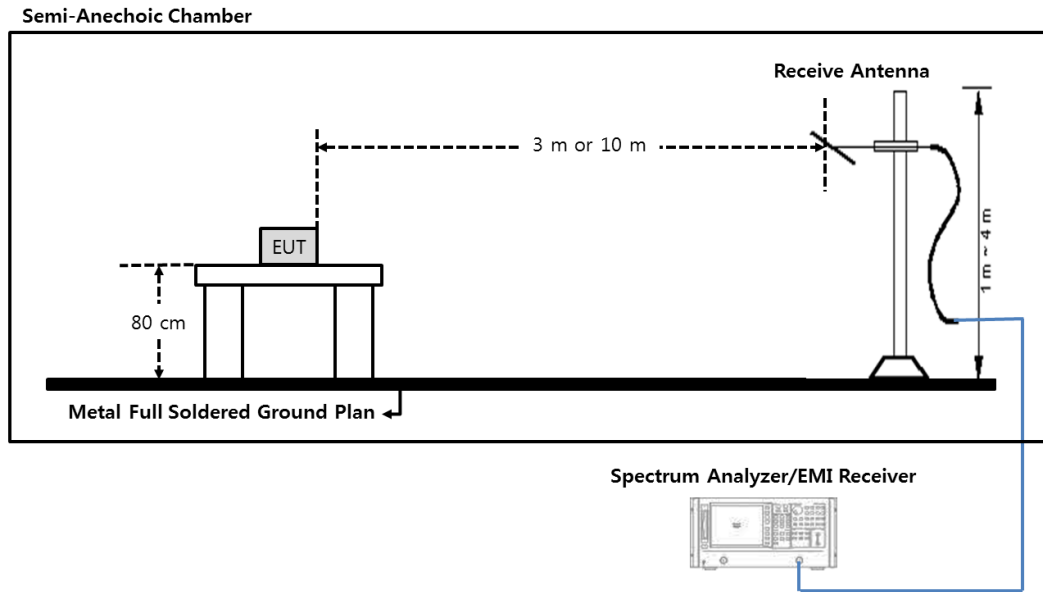 Semi-Anechoic Chamber
Receive Antenna
3 m or 10 m
EUT
1 m ~ 4 m
80 cm
Metal Full Soldered Ground Plan
Spectrum Analyzer/EMI Receiver